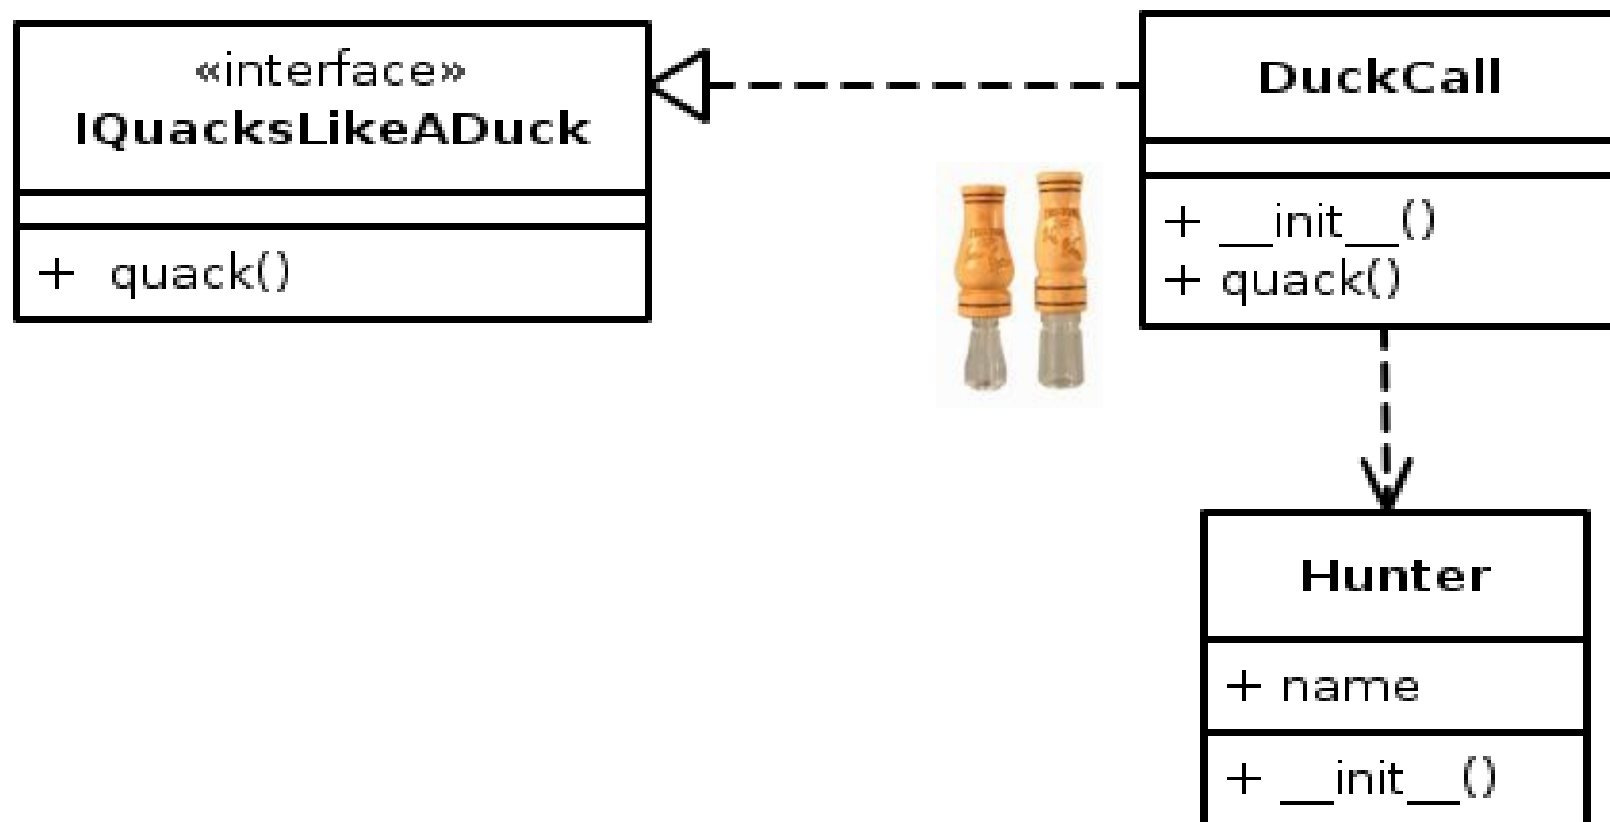 «interface»
IQuacksLikeADuck
+ quack()
DuckCall
+ __init__()
+ quack()
Hunter
+ name
+ __init__()